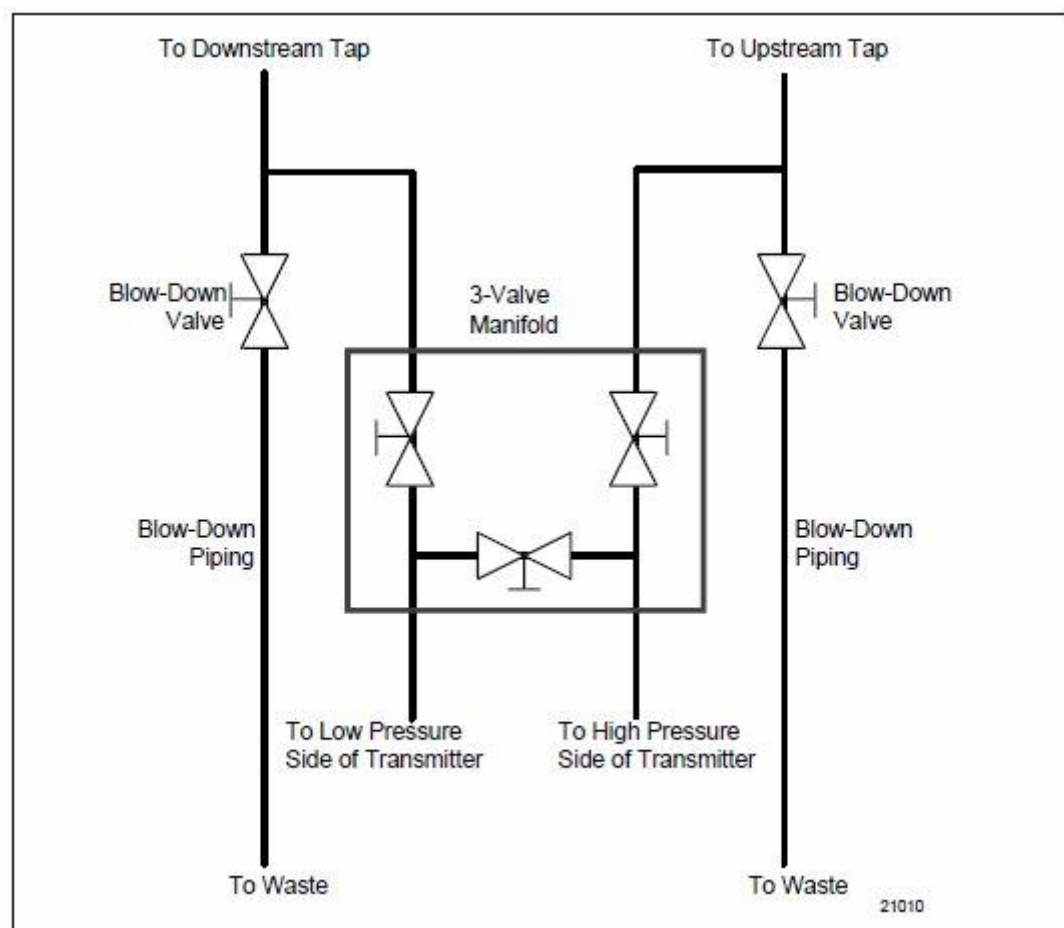 To Downstream Tap
To Upstream Tap
Blow-Down
Valve
3-Valve
Manifold
Blow-Down
Valve
Blow-Down
Piping
Blow-Down
Piping
To Low Pressure
Side of Transmitter
To High Pressure
Side of Transmitter
To Waste
To Waste
21010